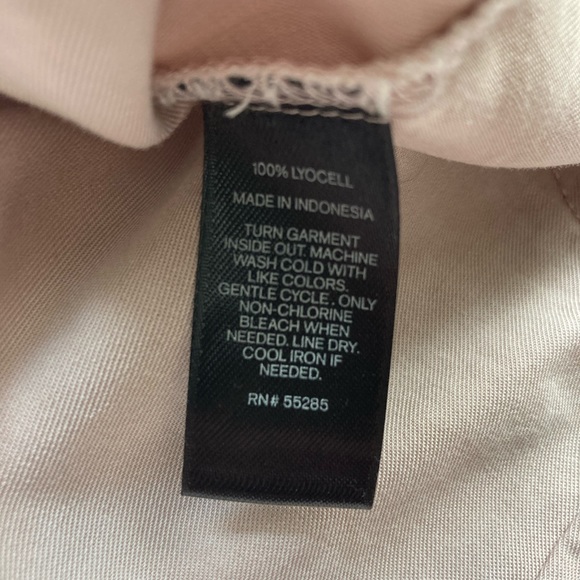 100% LYOCELL
MADE IN INDONESIA
TURN GARMENT
INSIDE OUT. MACHINE
WASH COLD WITH
LIKE COLORS.
GENTLE CYCLE. ONLY
NON-CHLORINE
BLEACH WHEN
NEEDED. LINE DRY.
COOL IRON IF
NEEDED.
RN# 55285